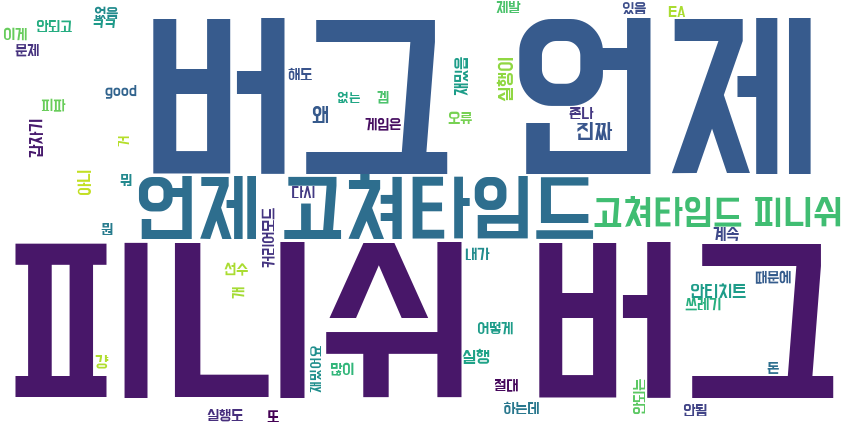 제발
있음
EA
없음
각각
안되고
이게
문제
버그 언제
해도
재밌음
실행이
good
없는
겜
피파
왜
게임은
오류
존나
진짜
갑자기
거
아니
뭐
언제 고쳐타임드
다시
고쳐타임드 피니쉬
커리어모드
뭔
계속
피니쉬 버그
내가
선수
개
때문에
안티치트
쓰레기
어떻게
실행
재밌어요
많이
걍
돈
절대
안되는
하는데
안됨
실행도
또